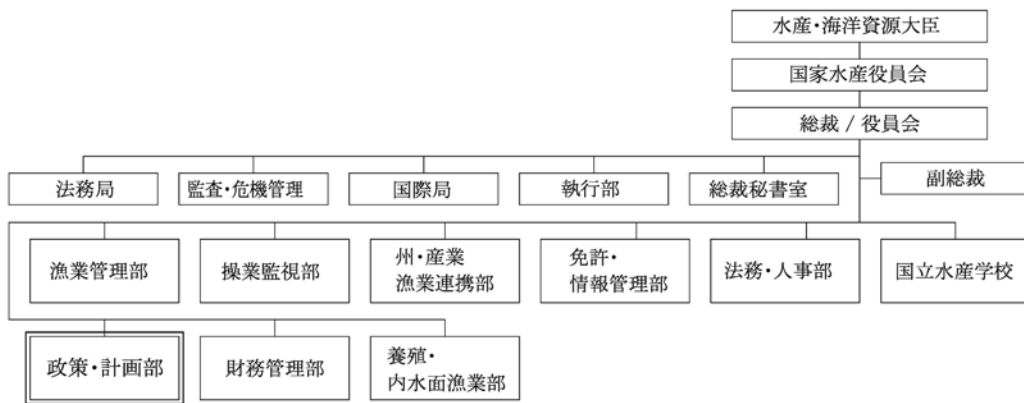 水産・海洋資源大臣
国家水産役員会
総裁 / 役員会
法務局
監査・危機管理
国際局
執行部
総裁秘書室
副総裁
漁業管理部
操業監視部
州・産業
漁業連携部
免許・
情報管理部
法務・人事部
国立水産学校
政策・計画部
財務管理部
養殖・
内水面漁業部